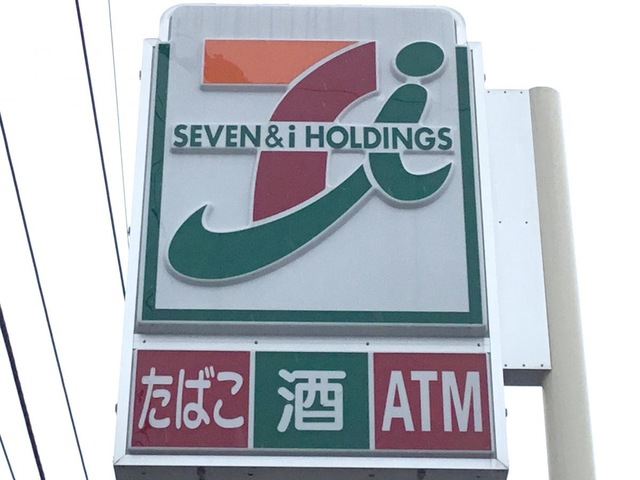 SEVEN & i HOLDINGS
たばこ 酒 ATM